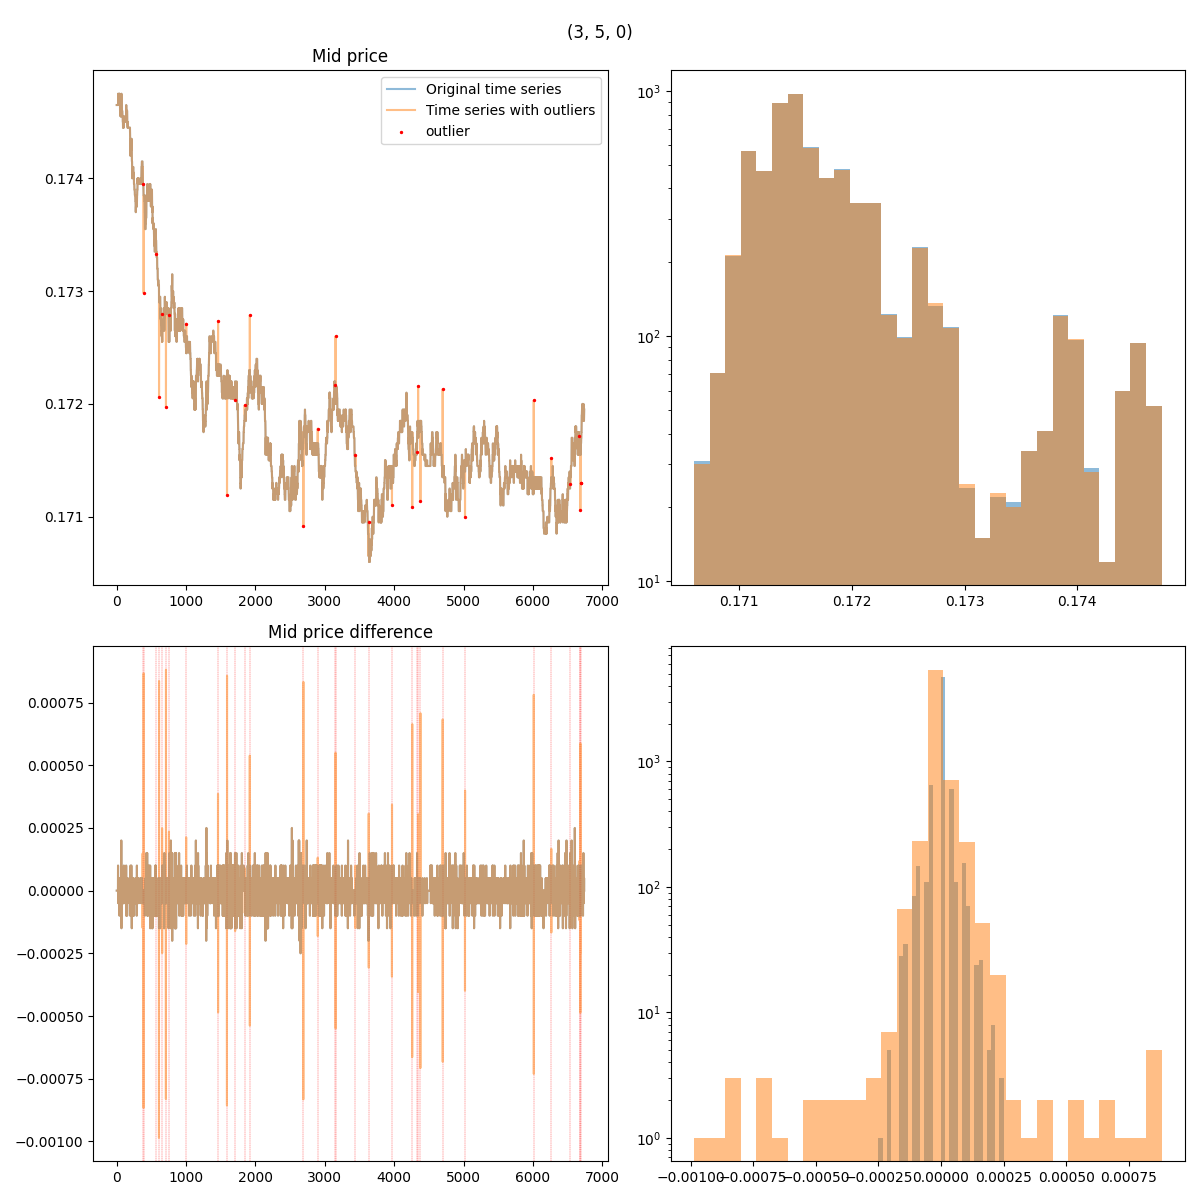 (3, 5, 0)
Mid price
Original time series
Time series with outliers
outlier
0.174
0.173
0.172
0.171
0 1000 2000 3000 4000 5000 6000 7000
10³
10²
10¹
0.171 0.172 0.173 0.174
Mid price difference
0.00075
0.00050
0.00025
0.00000
−0.00025
−0.00050
−0.00075
−0.00100
0 1000 2000 3000 4000 5000 6000 7000
10³
10²
10¹
10⁰
−0.00100 −0.00075 −0.00050 −0.00025 0.00000 0.00025 0.00050 0.00075